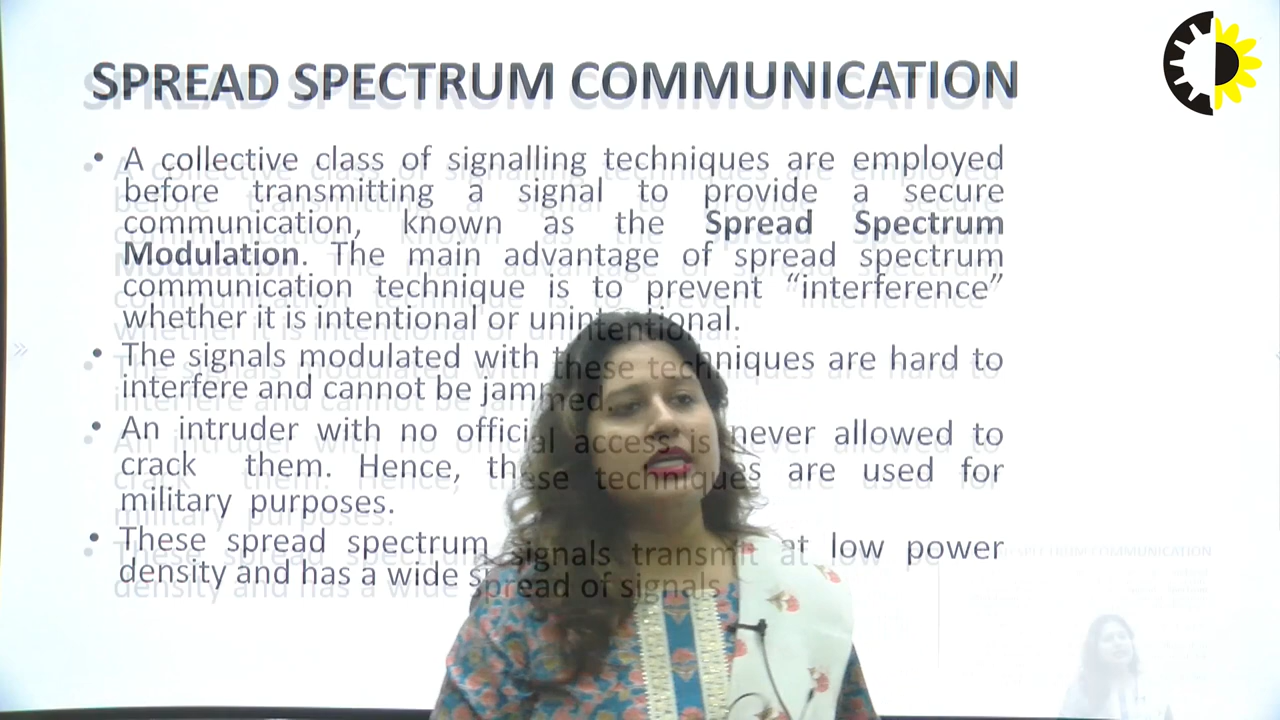 SPREAD SPECTRUM COMMUNICATION
• A collective class of signalling techniques are employed
before transmitting a signal to provide a secure
communication, known as the Spread Spectrum
Modulation. The main advantage of spread spectrum
communication technique is to prevent “interference”
whether it is intentional or unintentional.
• The signals modulated with these techniques are hard to
interfere and cannot be jammed.
• An intruder with no official access is never allowed to
crack them. Hence, these techniques are used for
military purposes.
• These spread spectrum signals transmit at low power
density and has a wide spread of signals
SPECTRUM COMMUNICATION